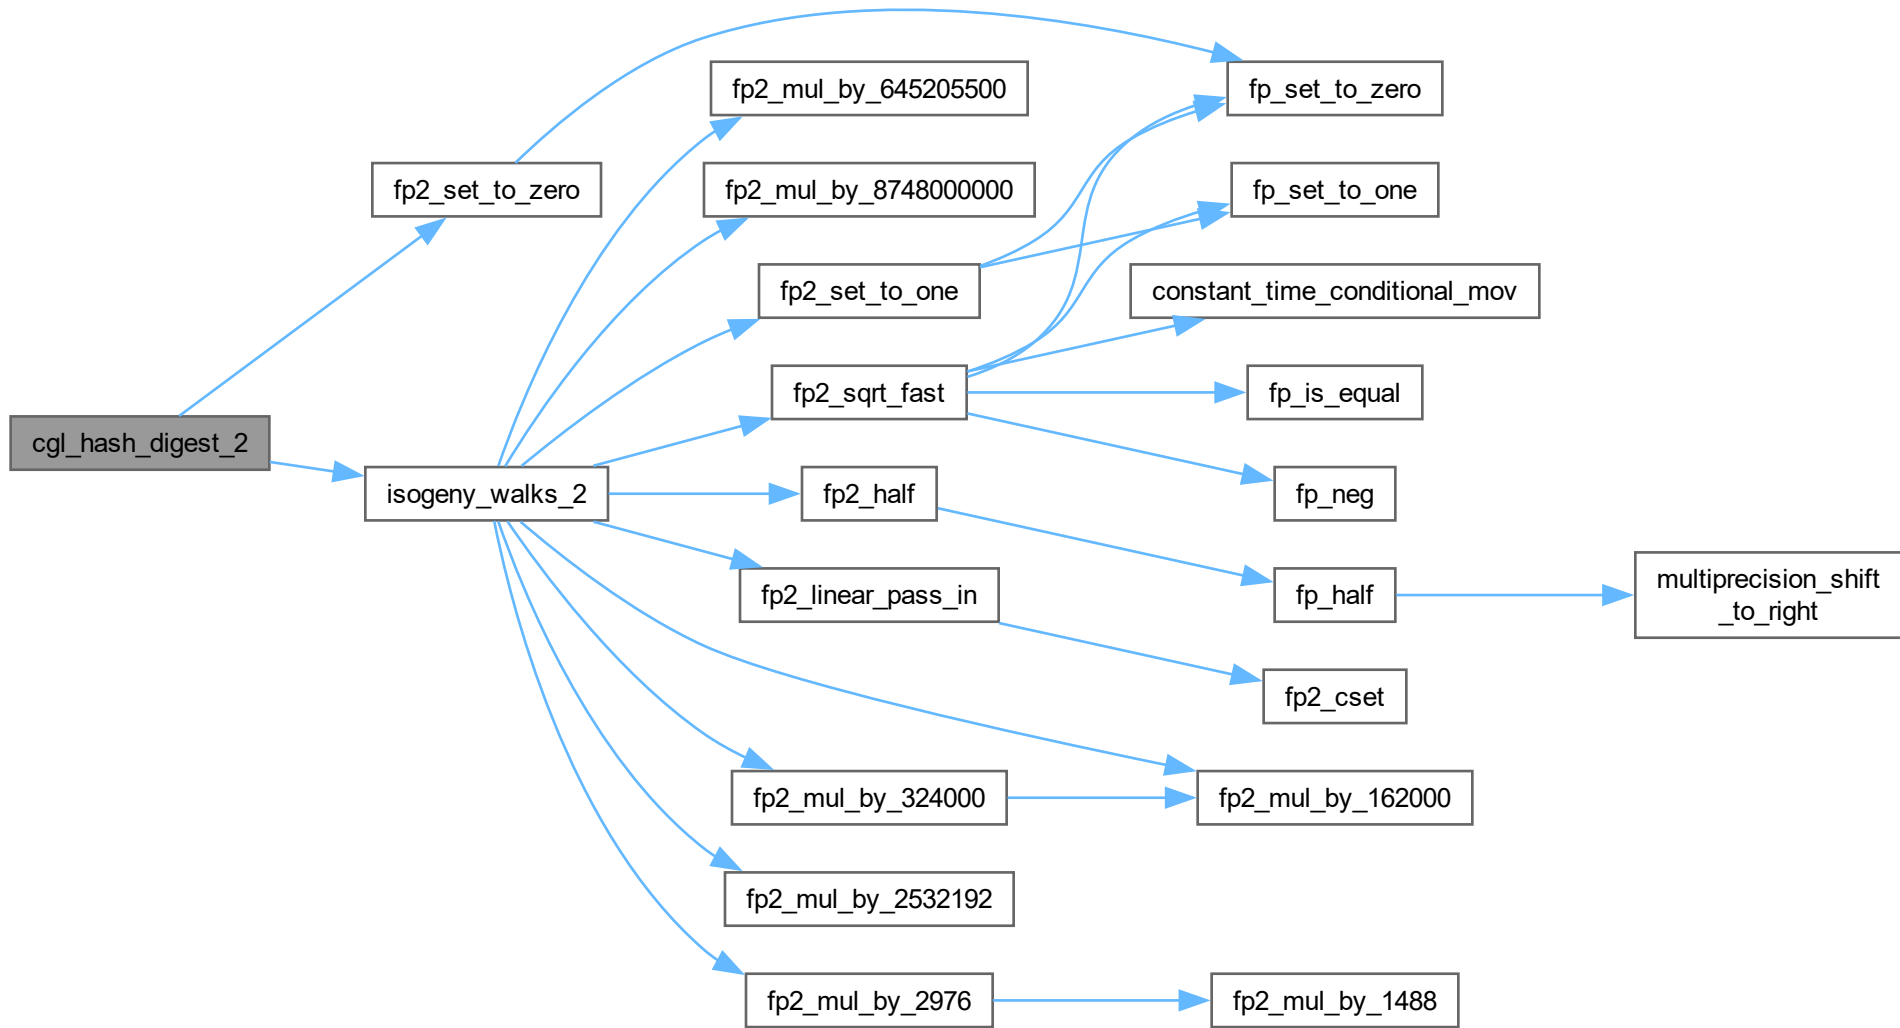 cgl_hash_digest_2
fp2_set_to_zero
isogeny_walks_2
fp2_mul_by_645205500
fp2_mul_by_8748000000
fp2_set_to_one
fp2_sqrt_fast
fp2_half
fp2_linear_pass_in
fp2_mul_by_324000
fp2_mul_by_2532192
fp2_mul_by_2976
fp_set_to_zero
fp_set_to_one
constant_time_conditional_mov
fp_is_equal
fp_neg
fp_half
fp2_cset
fp2_mul_by_162000
fp2_mul_by_1488
multiprecision_shift
_to_right